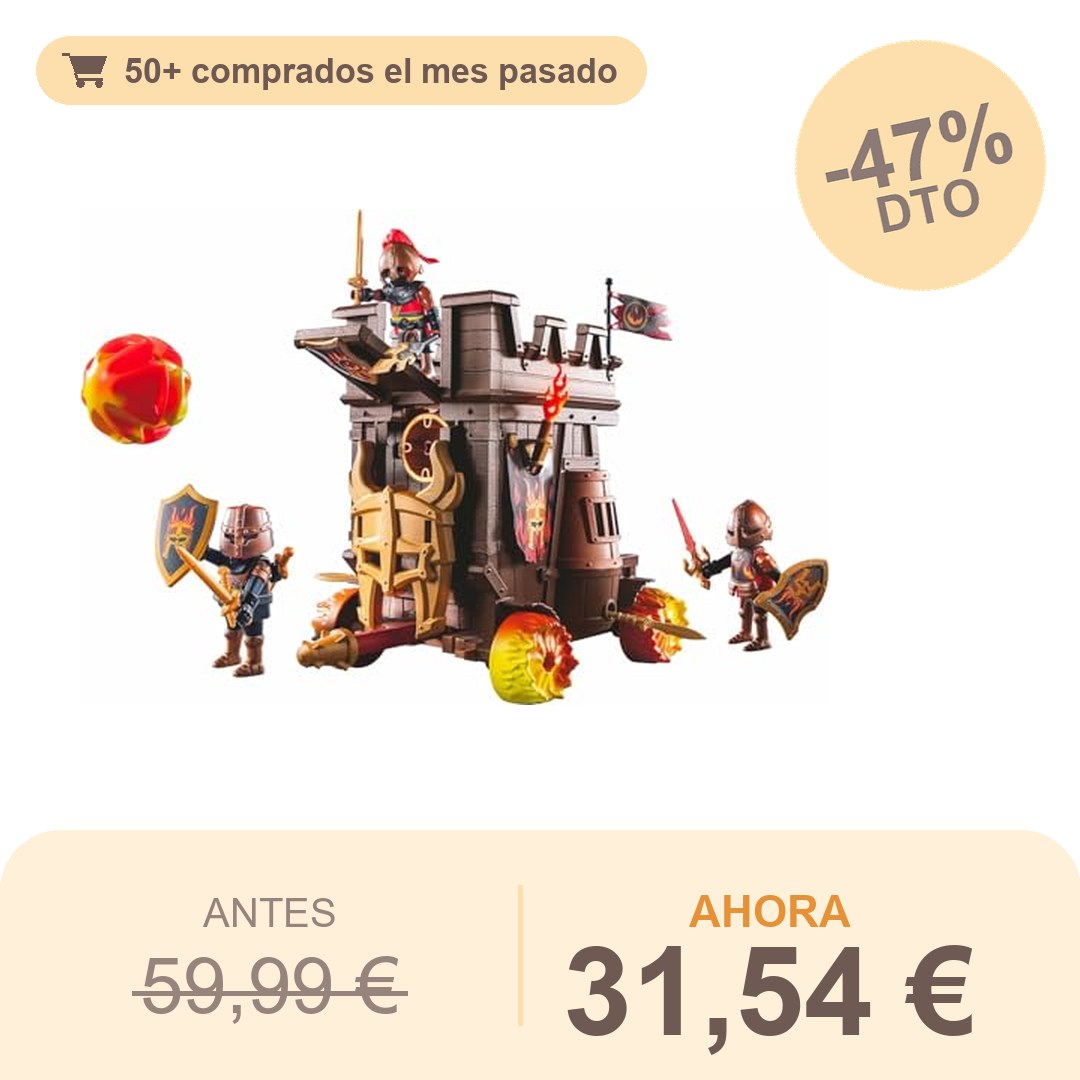 50+ comprados el mes pasado
-47%
DTO
ANTES
59,99 €
AHORA
31,54 €